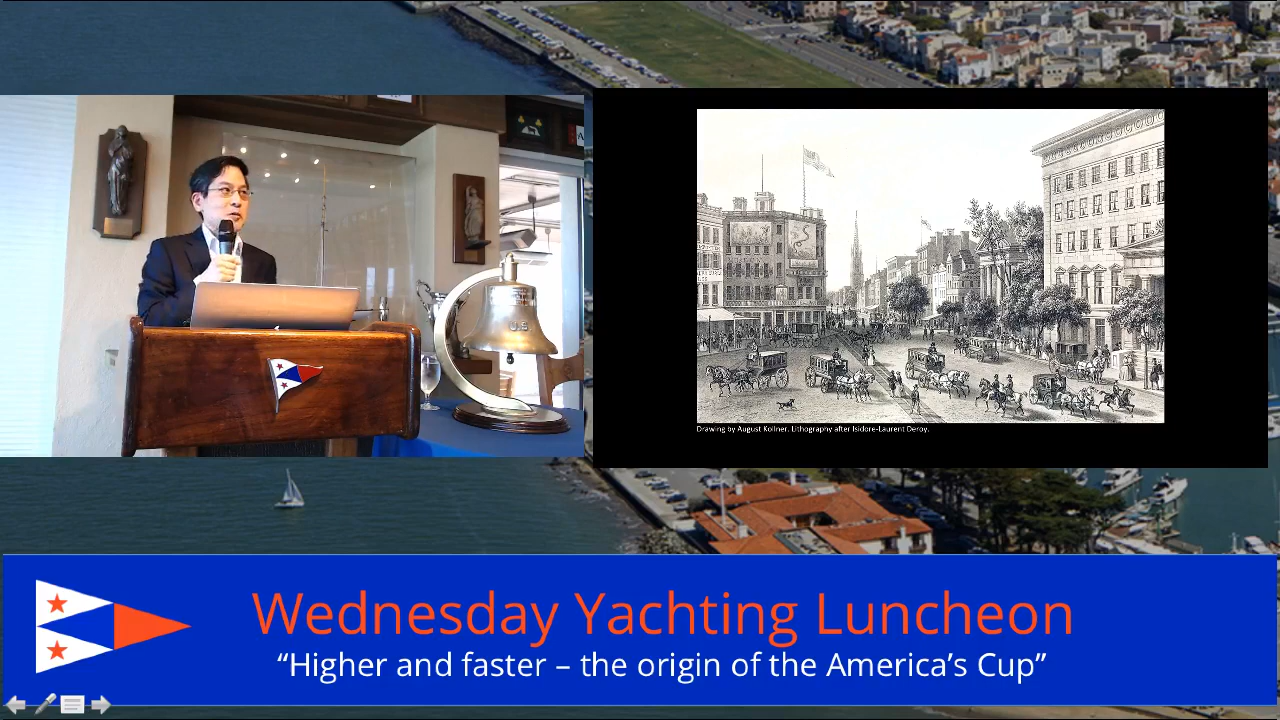 U.S.
Drawing by August Kollner. Lithography after Isidore-Laurent Deroy.
Wednesday Yachting Luncheon
“Higher and faster – the origin of the America’s Cup”